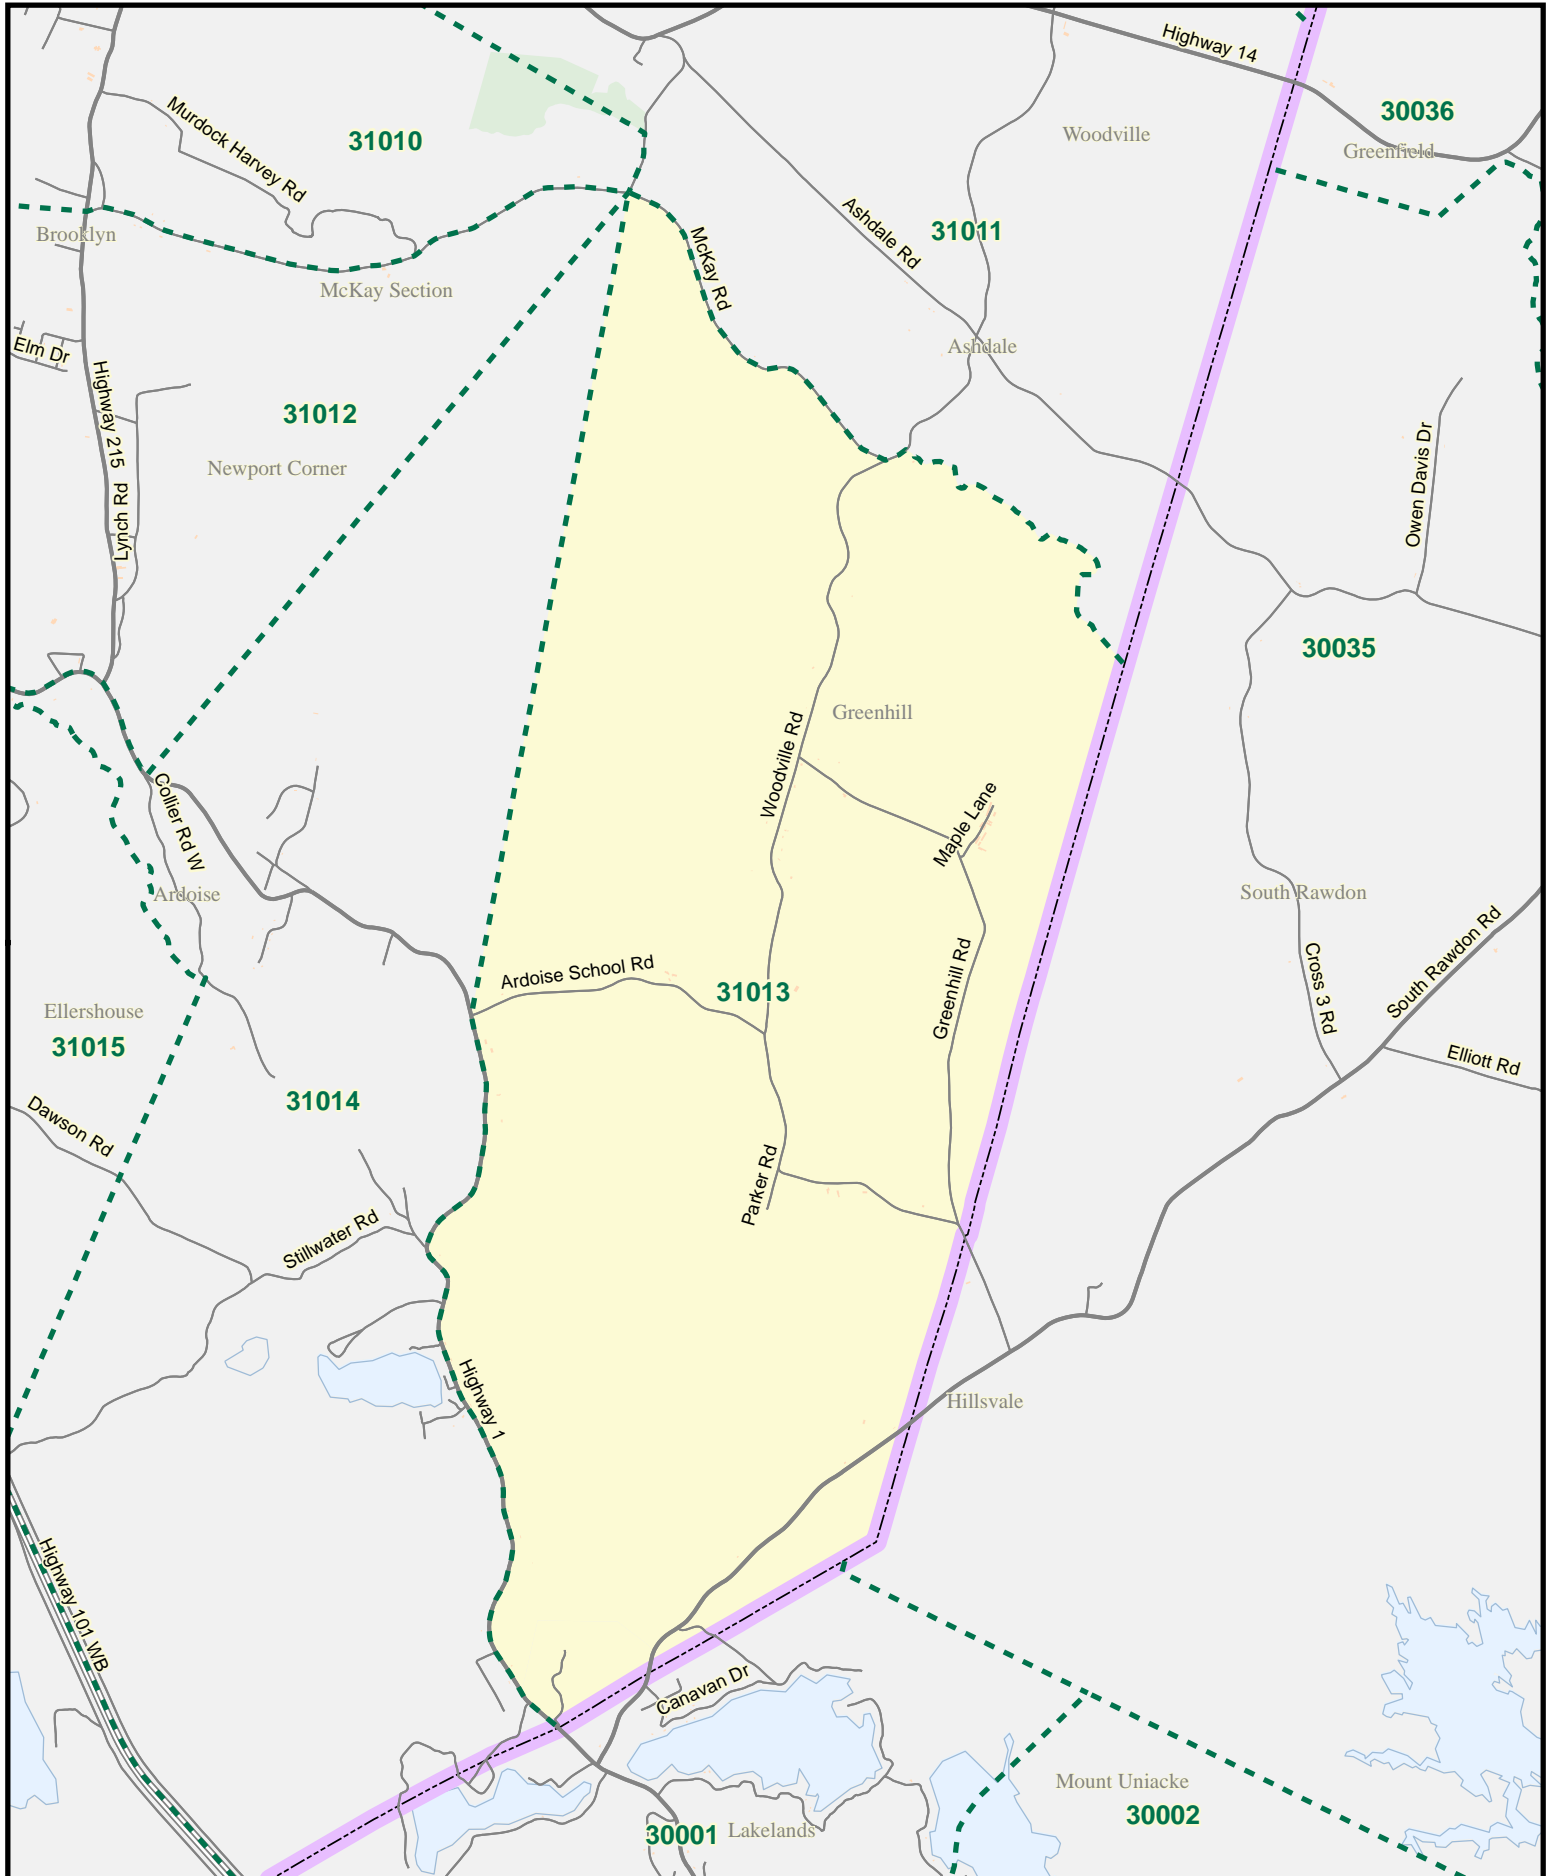 Highway 14
30036
Greenfield
Murdock Harvey Rd
31010
Woodville
Ashdale Rd
31011
Brooklyn
McKay Rd
McKay Section
Ashdale
Elm Dr
Highway 215
31012
Newport Corner
Lynch Rd
Owen Davis Dr
30035
Greenhill
Woodville Rd
Maple Lane
Collier Rd W
Ardoise
South Rawdon
Ardoise School Rd
31013
Greenhill Rd
Cross 3 Rd
South Rawdon Rd
Ellershouse
31015
Elliott Rd
31014
Dawson Rd
Parker Rd
Stillwater Rd
Highway 1
Hillsvale
Highway 101 WB
Canavan Dr
Mount Uniacke
30002
30001
Lakelands